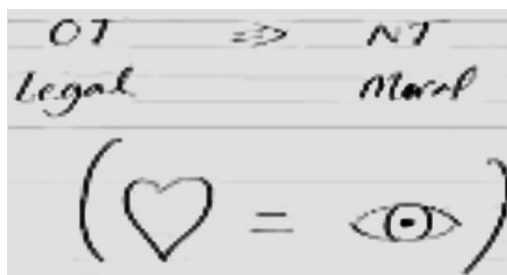 OT => NT
Legal Moral
( = )